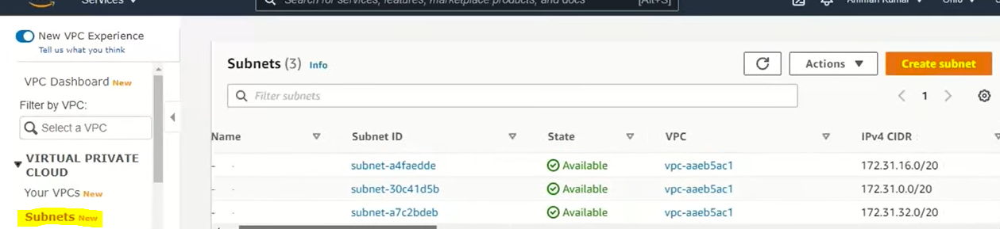 Services
Search for services, features, marketplace products, and docs
[Alt+S]
Ohio
New VPC Experience
Tell us what you think
VPC Dashboard New
Filter by VPC:
Select a VPC
VIRTUAL PRIVATE
CLOUD
Your VPCs New
Subnets New
Subnets (3) Info
Actions
Create subnet
Filter subnets
1
Name Subnet ID State VPC IPv4 CIDR
- subnet-a4faedde Available vpc-aaeb5ac1 172.31.16.0/20
- subnet-30c41d5b Available vpc-aaeb5ac1 172.31.0.0/20
- subnet-a7c2bdeb Available vpc-aaeb5ac1 172.31.32.0/20